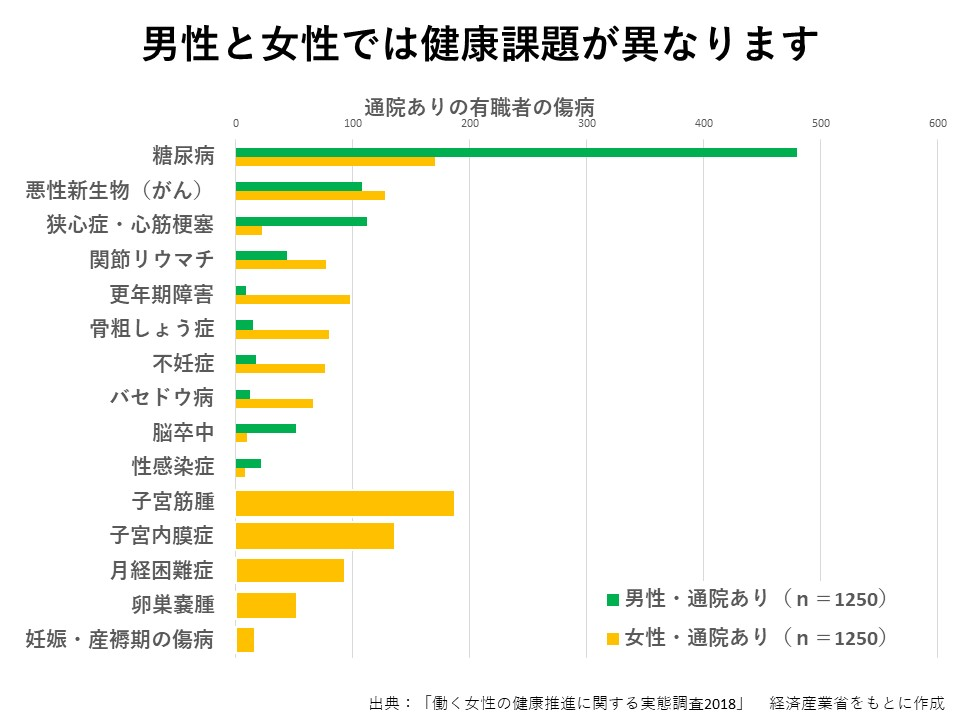 男性と女性では健康課題が異なります
通院ありの有職者の傷病
0 100 200 300 400 500 600
糖尿病
悪性新生物（がん）
狭心症・心筋梗塞
関節リウマチ
更年期障害
骨粗しょう症
不妊症
バセドウ病
脳卒中
性感染症
子宮筋腫
子宮内膜症
月経困難症
卵巣嚢腫
妊娠・産褥期の傷病
男性・通院あり（ｎ＝1250）
女性・通院あり（ｎ＝1250）
出典：「働く女性の健康推進に関する実態調査2018」　経済産業省をもとに作成